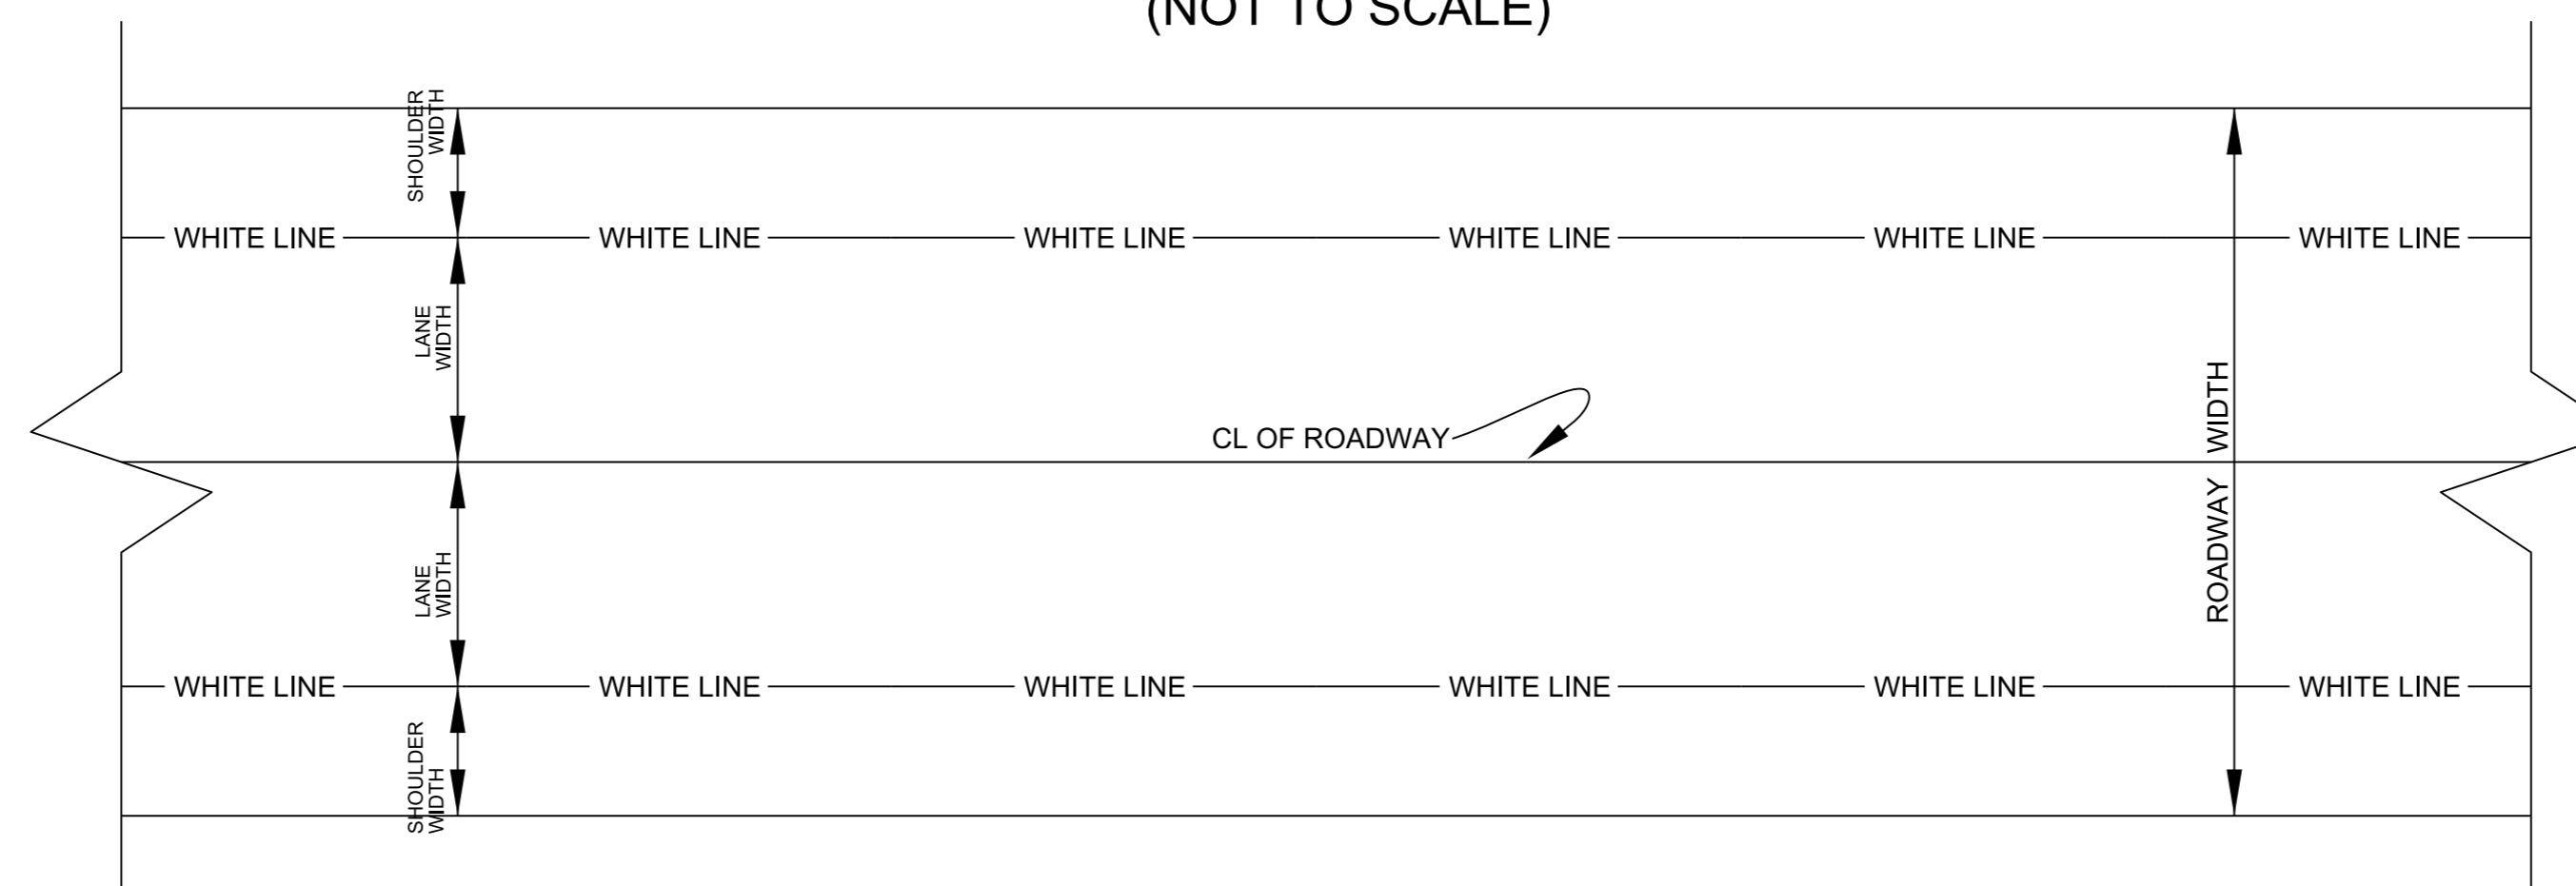 (NOT TO SCALE)
SHOULDER
WIDTH
WHITE LINE WHITE LINE WHITE LINE WHITE LINE WHITE LINE WHITE LINE
LANE
WIDTH
CL OF ROADWAY
ROADWAY WIDTH
LANE
WIDTH
WHITE LINE WHITE LINE WHITE LINE WHITE LINE WHITE LINE WHITE LINE
SHOULDER
WIDTH